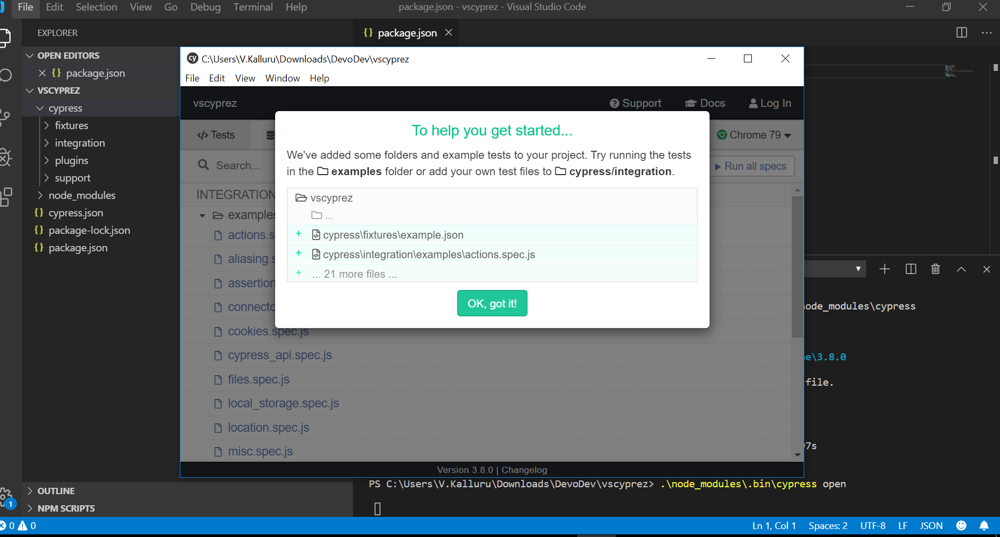 File Edit Selection View Go Debug Terminal Help package.json - vscyprez - Visual Studio Code
EXPLORER
{} package.json
OPEN EDITORS
{} package.json
VSCYPREZ
cypress
fixtures
integration
plugins
support
node_modules
{} cypress.json
{} package-lock.json
{} package.json
OUTLINE
NPM SCRIPTS
1
cy C:\Users\V.Kalluru\Downloads\DevoDev\vscyprez
File Edit View Window Help
vscyprez Support Docs Log In
</> Tests Chrome 79
Search... Run all specs
INTEGRATION
examples
actions.s
aliasing.s
assertion
connecto
cookies.spec.js
cypress_api.spec.js
files.spec.js
local_storage.spec.js
location.spec.js
misc.spec.js
Version 3.8.0 | Changelog
To help you get started...
We've added some folders and example tests to your project. Try running the tests
in the examples folder or add your own test files to cypress/integration.
vscyprez
...
+ cypress\fixtures\example.json
+ cypress\integration\examples\actions.spec.js
+ ... 21 more files ...
OK, got it!
node_modules\cypress
e\3.8.0
file.
7s
PS C:\Users\V.Kalluru\Downloads\DevoDev\vscyprez> .\node_modules\.bin\cypress open
0 0 Ln 1, Col 1 Spaces: 2 UTF-8 LF JSON